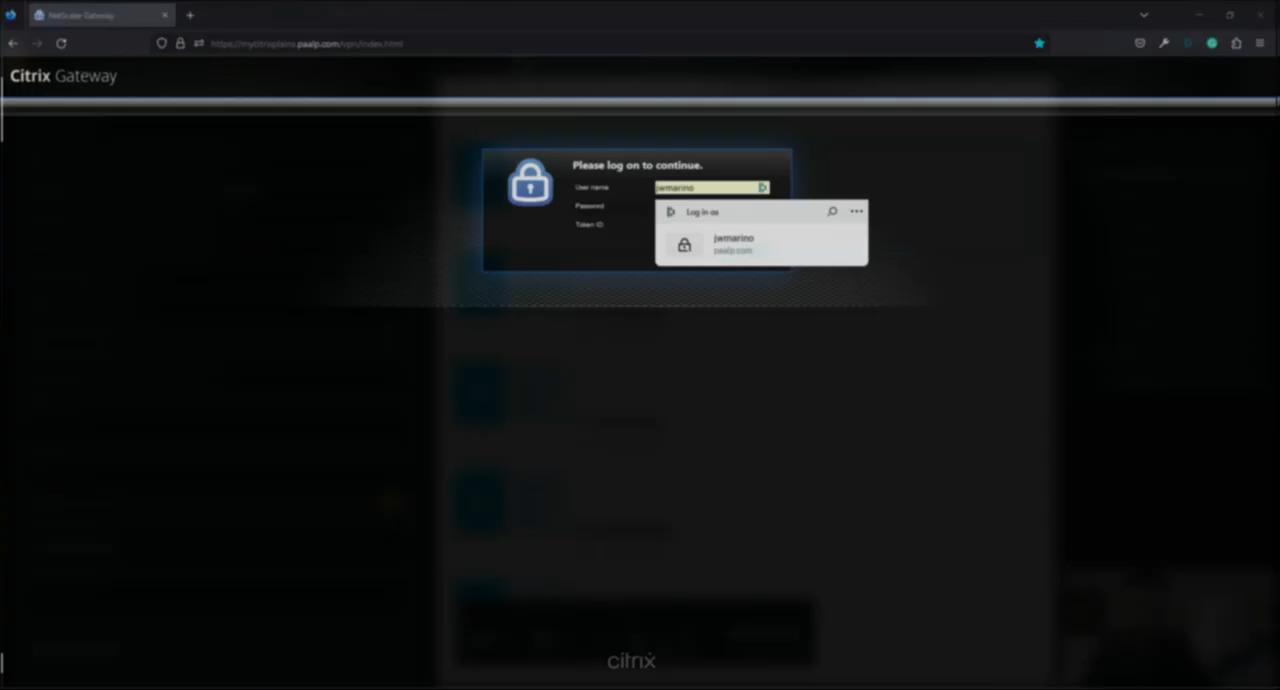 NetScaler Gateway
https://mycitrixplains.paalp.com/vpn/index.html
Citrix Gateway
Please log on to continue.
User name
jwmarino
Password
Log in as
Token ID:
jwmarino
paalp.com
citrix